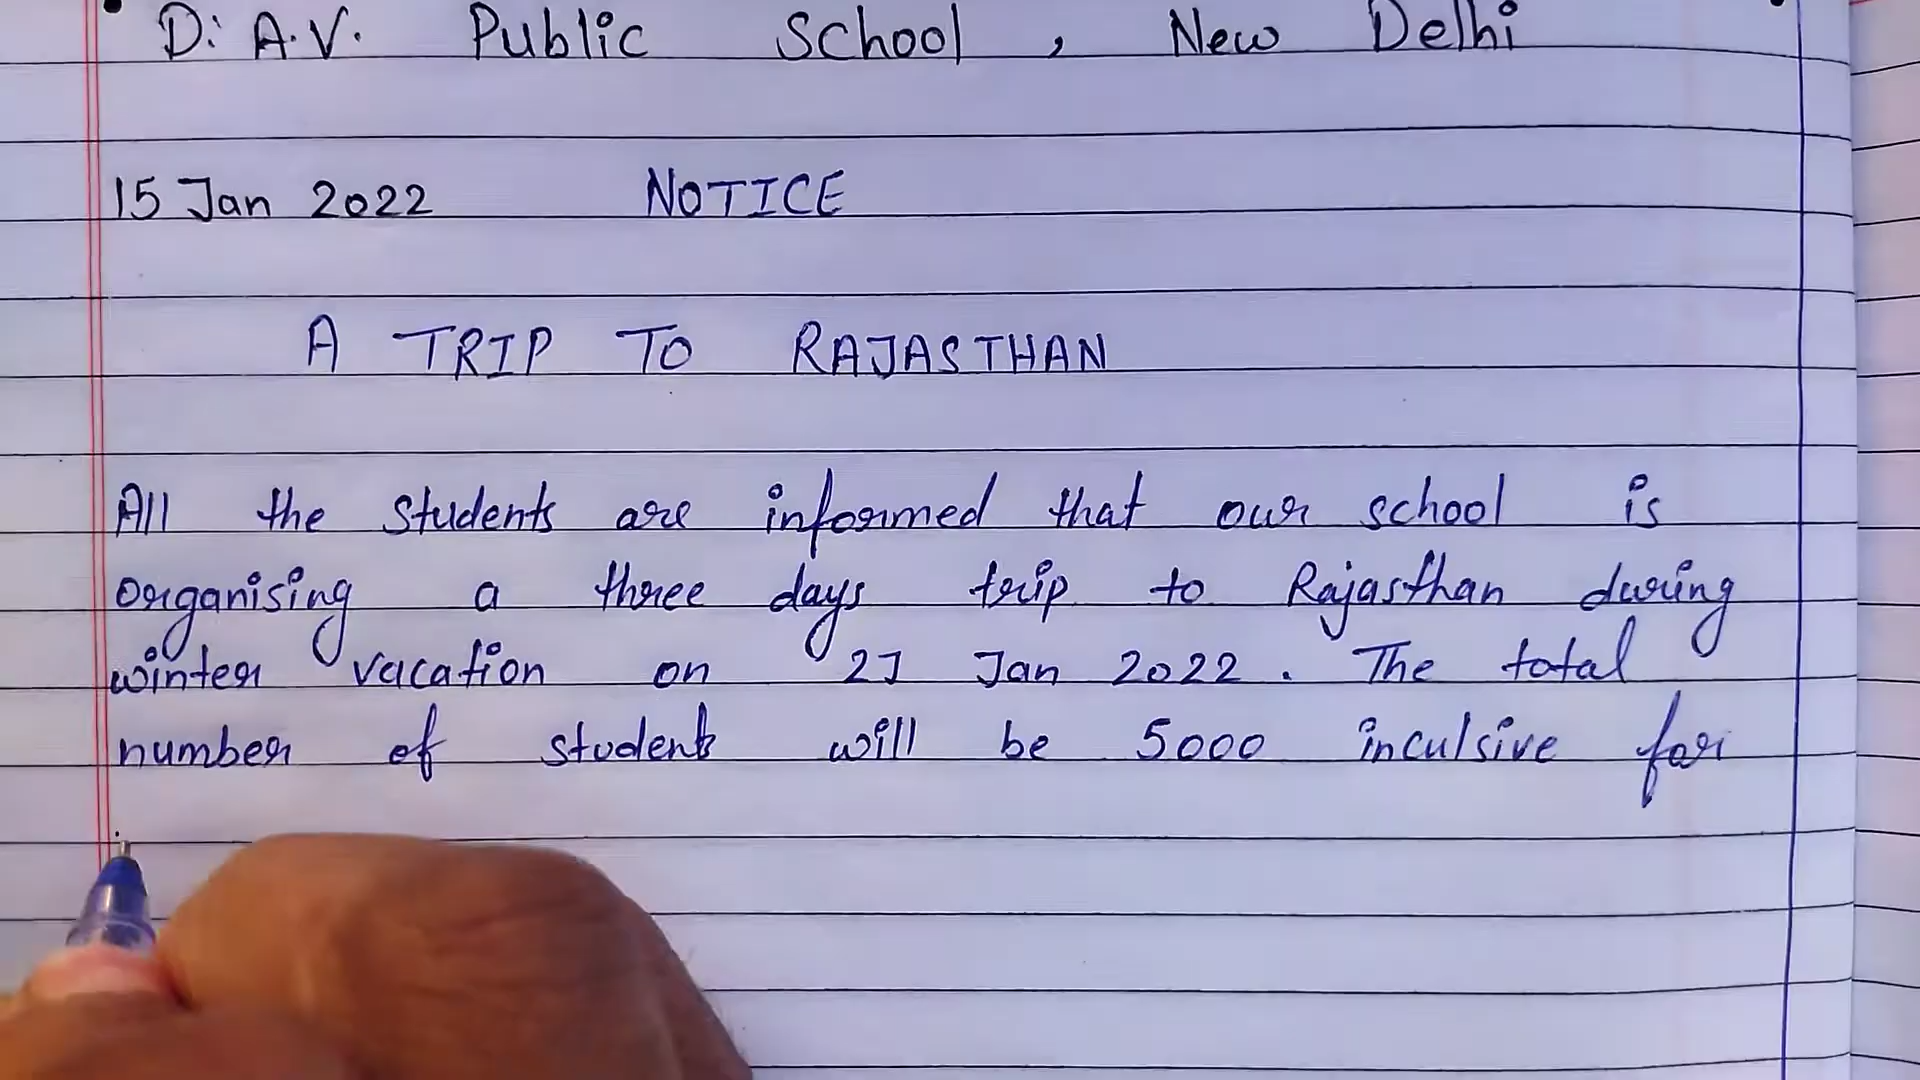 D. A.V. Public School, New Delhi
15 Jan 2022 NOTICE
A TRIP TO RAJASTHAN
All the students are informed that our school is
organising a three days trip to Rajasthan during
winter vacation on 21 Jan 2022. The total
number of students will be 5000 inculsive for